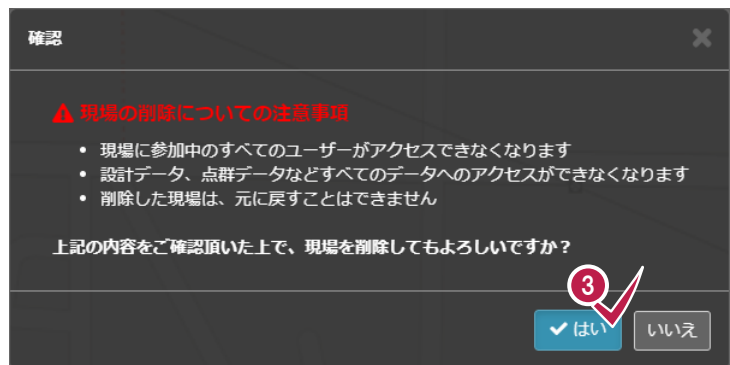 確認
現場の削除についての注意事項
• 現場に参加中のすべてのユーザーがアクセスできなくなります
• 設計データ、点群データなどすべてのデータへのアクセスができなくなります
• 削除した現場は、元に戻すことはできません
上記の内容をご確認頂いた上で、現場を削除してもよろしいですか？
3
はい いいえ